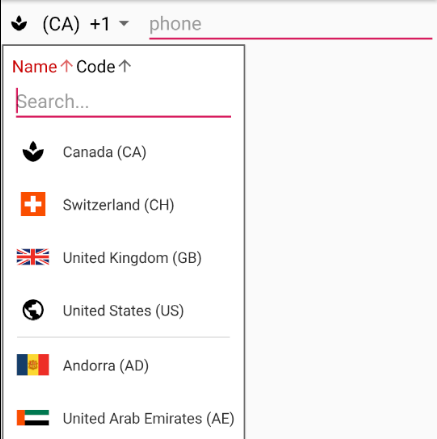 (CA) +1 phone
Name↑ Code↑
Search...
Canada (CA)
Switzerland (CH)
United Kingdom (GB)
United States (US)
Andorra (AD)
United Arab Emirates (AE)